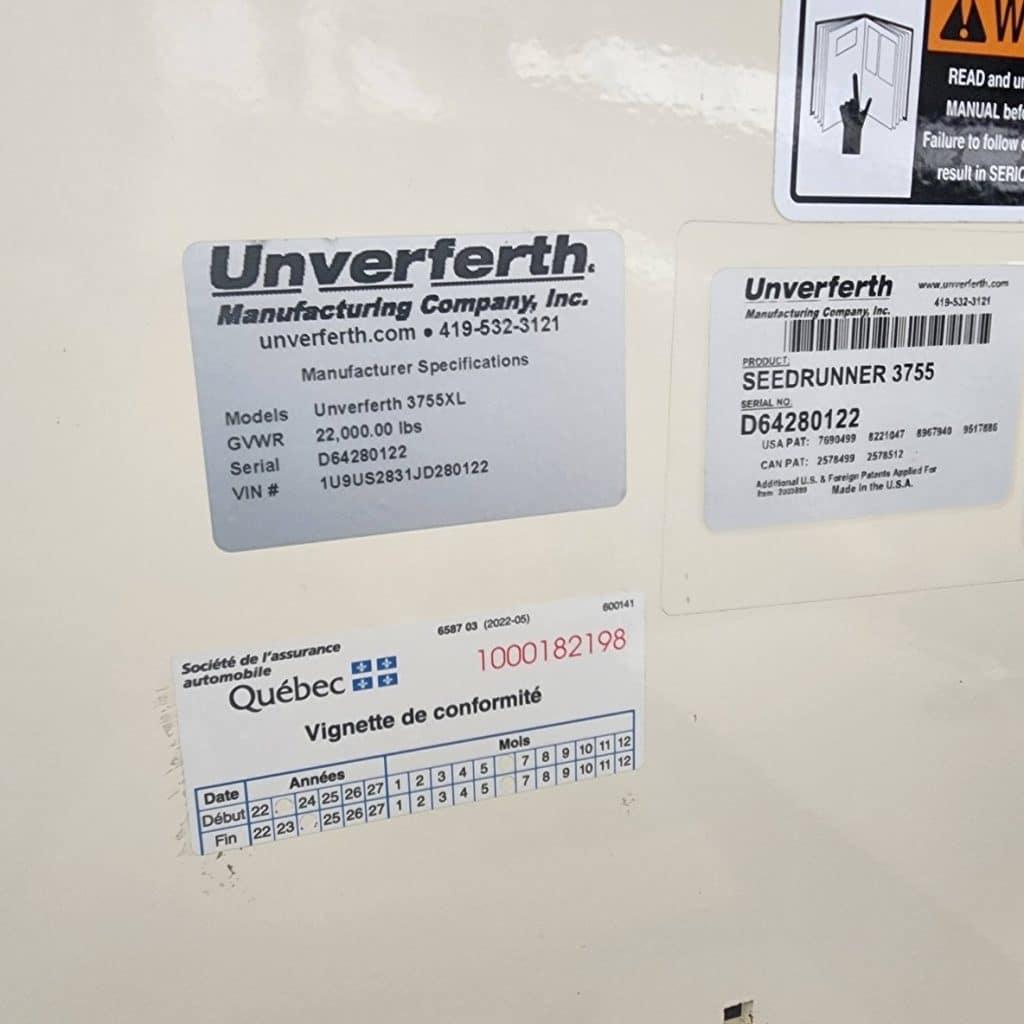 W
READ and un
MANUAL befo
Failure to follow
result in SERIO
Unverferth.
Manufacturing Company, Inc.
unverferth.com • 419-532-3121
Manufacturer Specifications
Models Unverferth 3755XL
GVWR 22,000.00 lbs
Serial D64280122
VIN # 1U9US2831JD280122
Unverferth www.unverferth.com
Manufacturing Company, Inc. 419-532-3121
PRODUCT:
SEEDRUNNER 3755
SERIAL NO.
D64280122
USA PAT: 7690499 8221047 8967940 9517886
CAN PAT: 2578499 2578512
Additional U.S. & Foreign Patents Applied For
Item Made in the U.S.A.
6587 03 (2022-05) 600141
Société de l'assurance
automobile
Québec
1000182198
Vignette de conformité
Date Années Mois
Début 22 24 25 26 27 1 2 3 4 5 7 8 9 10 11 12
Fin 22 23 25 26 27 1 2 3 4 5 7 8 9 10 11 12